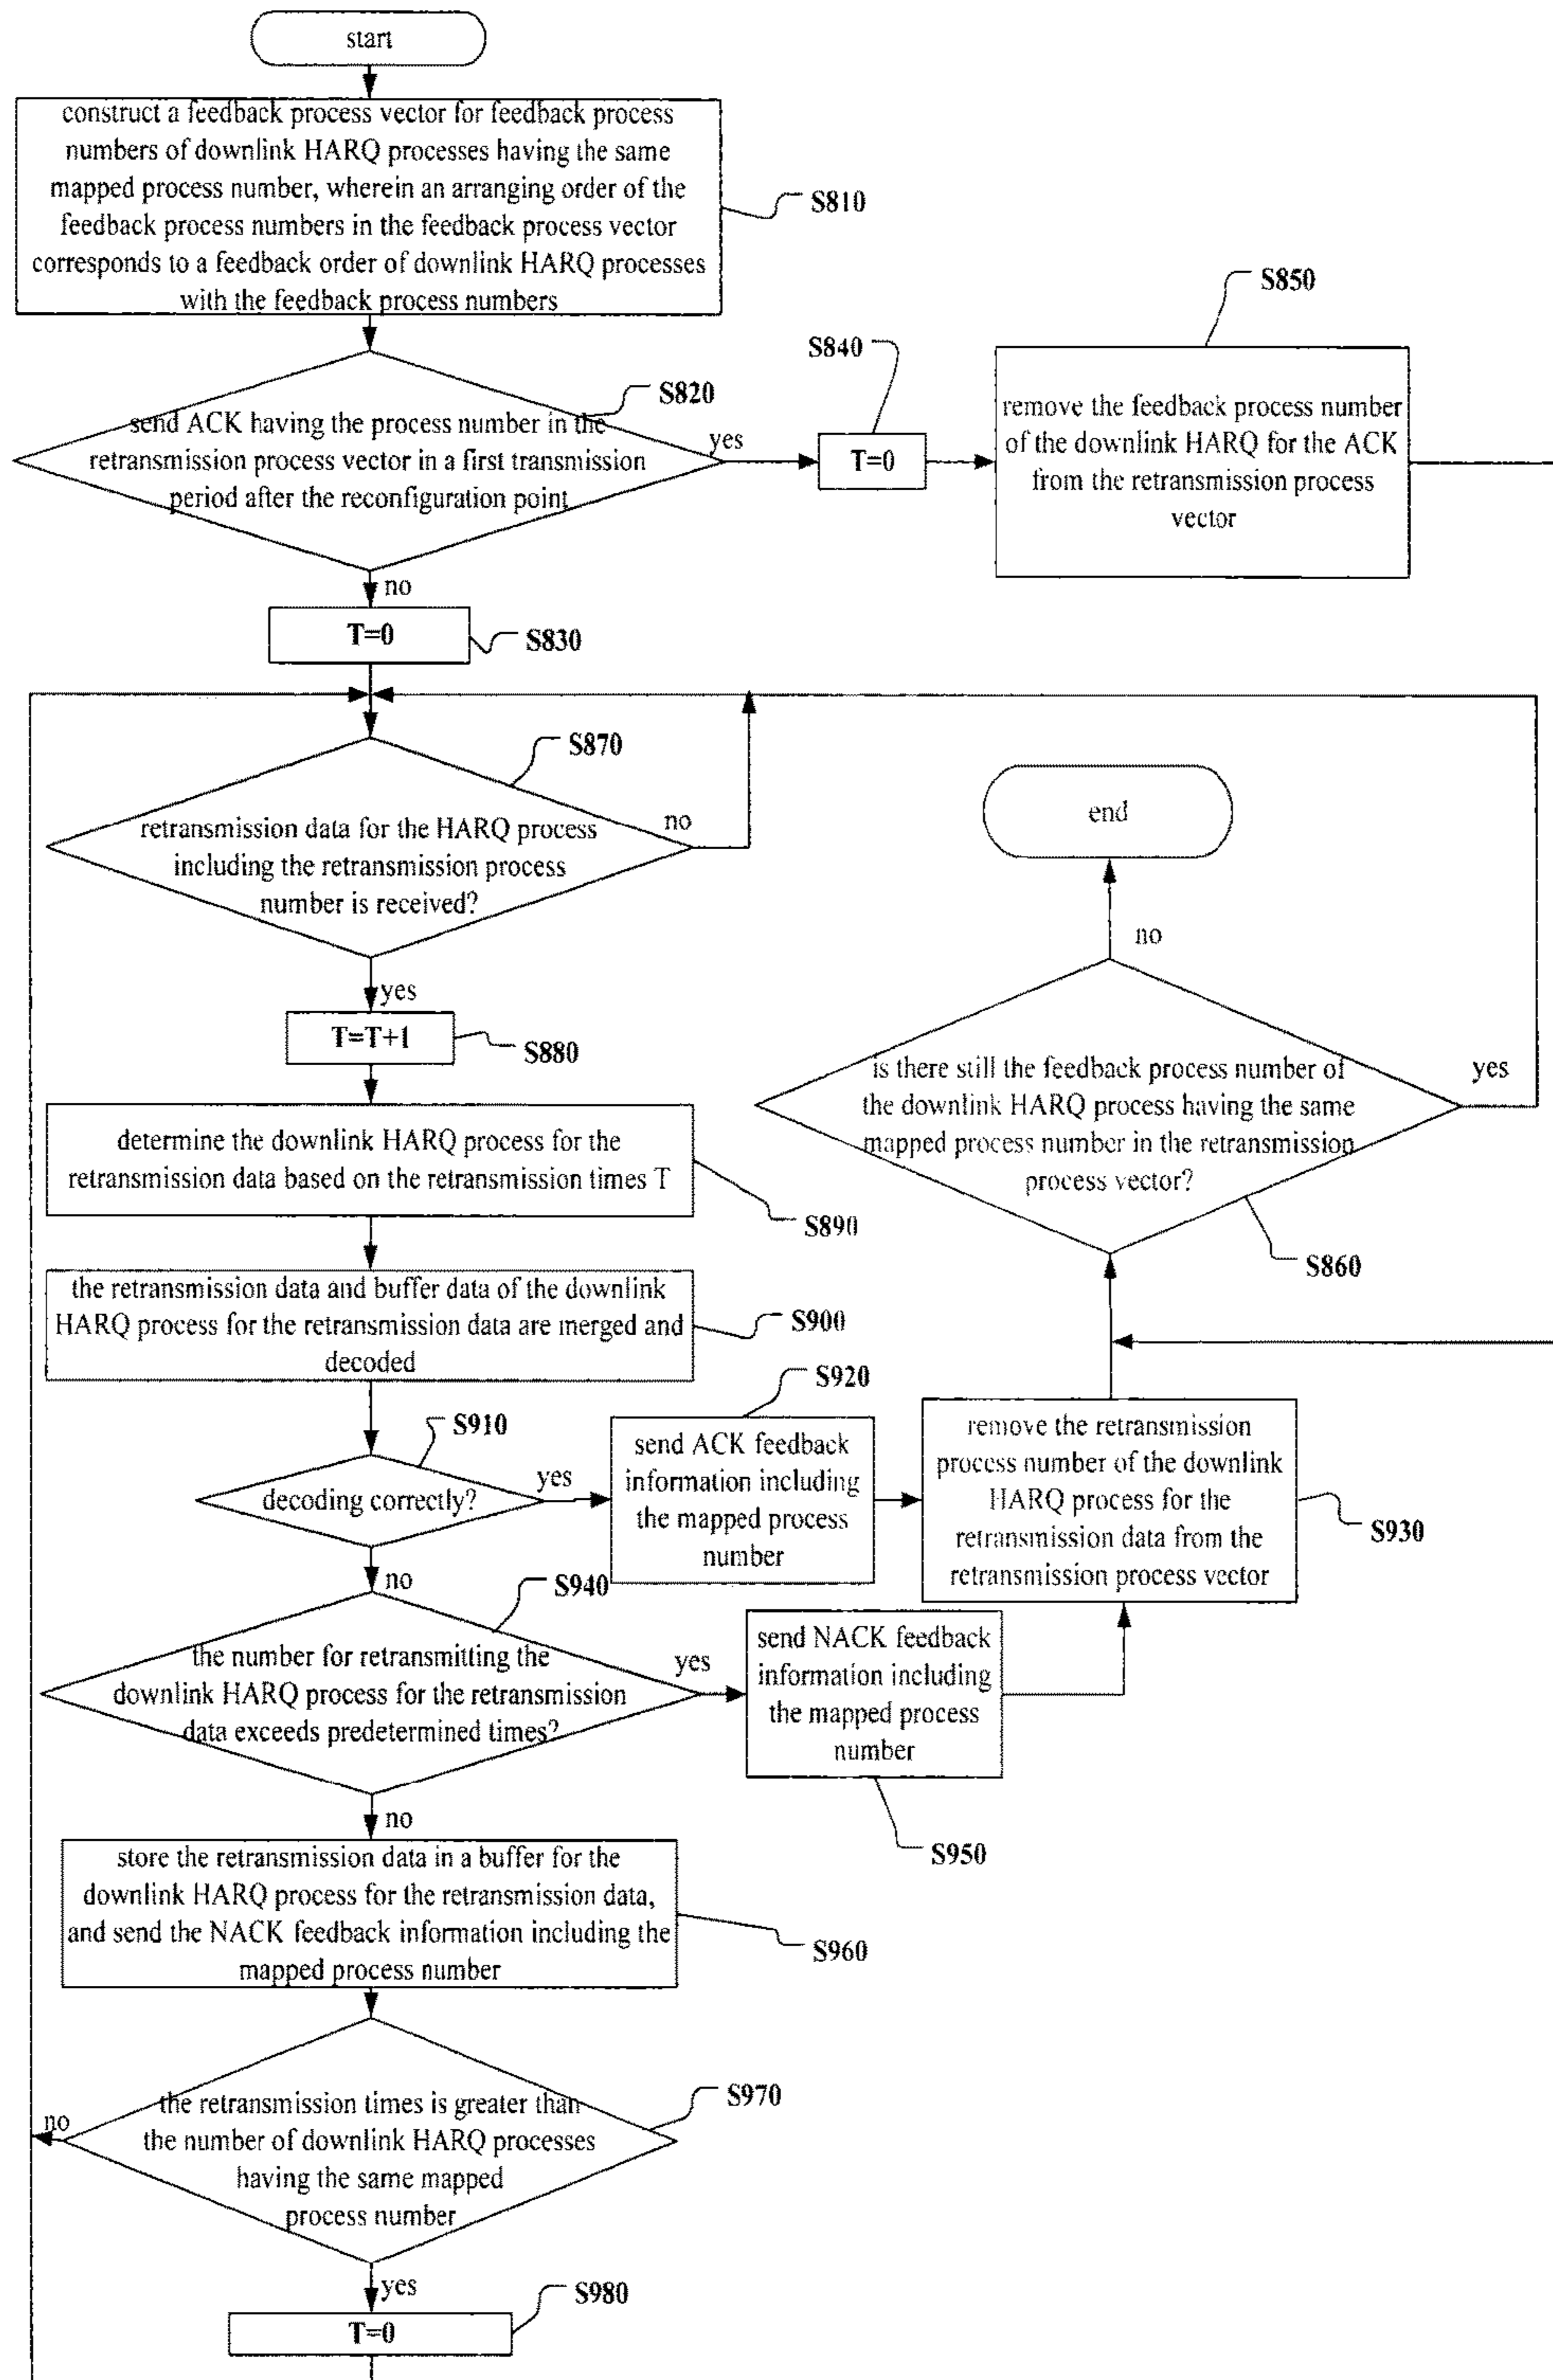 start
construct a feedback process vector for feedback process
numbers of downlink HARQ processes having the same
mapped process number, wherein an arranging order of the
feedback process numbers in the feedback process vector
corresponds to a feedback order of downlink HARQ processes
with the feedback process numbers
S810
S850
S840
S820
send ACK having the process number in the
retransmission process vector in a first transmission
period after the reconfiguration point
yes
T=0
remove the feedback process number
of the downlink HARQ for the ACK
from the retransmission process
vector
no
T=0
S830
S870
retransmission data for the HARQ process
including the retransmission process
number is received?
no
end
yes
no
T=T+1
S880
is there still the feedback process number of
the downlink HARQ process having the same
mapped process number in the retransmission
process vector?
yes
S860
determine the downlink HARQ process for the
retransmission data based on the retransmission times T
S890
the retransmission data and buffer data of the downlink
HARQ process for the retransmission data are merged and
decoded
S900
S920
S910
decoding correctly?
yes
send ACK feedback
information including
the mapped process
number
remove the retransmission
process number of the downlink
HARQ process for the
retransmission data from the
retransmission process vector
S930
no
S940
the number for retransmitting the
downlink HARQ process for the retransmission
data exceeds predetermined times?
yes
send NACK feedback
information including
the mapped process
number
S950
no
store the retransmission data in a buffer for the
downlink HARQ process for the retransmission data,
and send the NACK feedback information including the
mapped process number
S960
S970
the retransmission times is greater than
the number of downlink HARQ processes
having the same mapped
process number
no
yes
S980
T=0